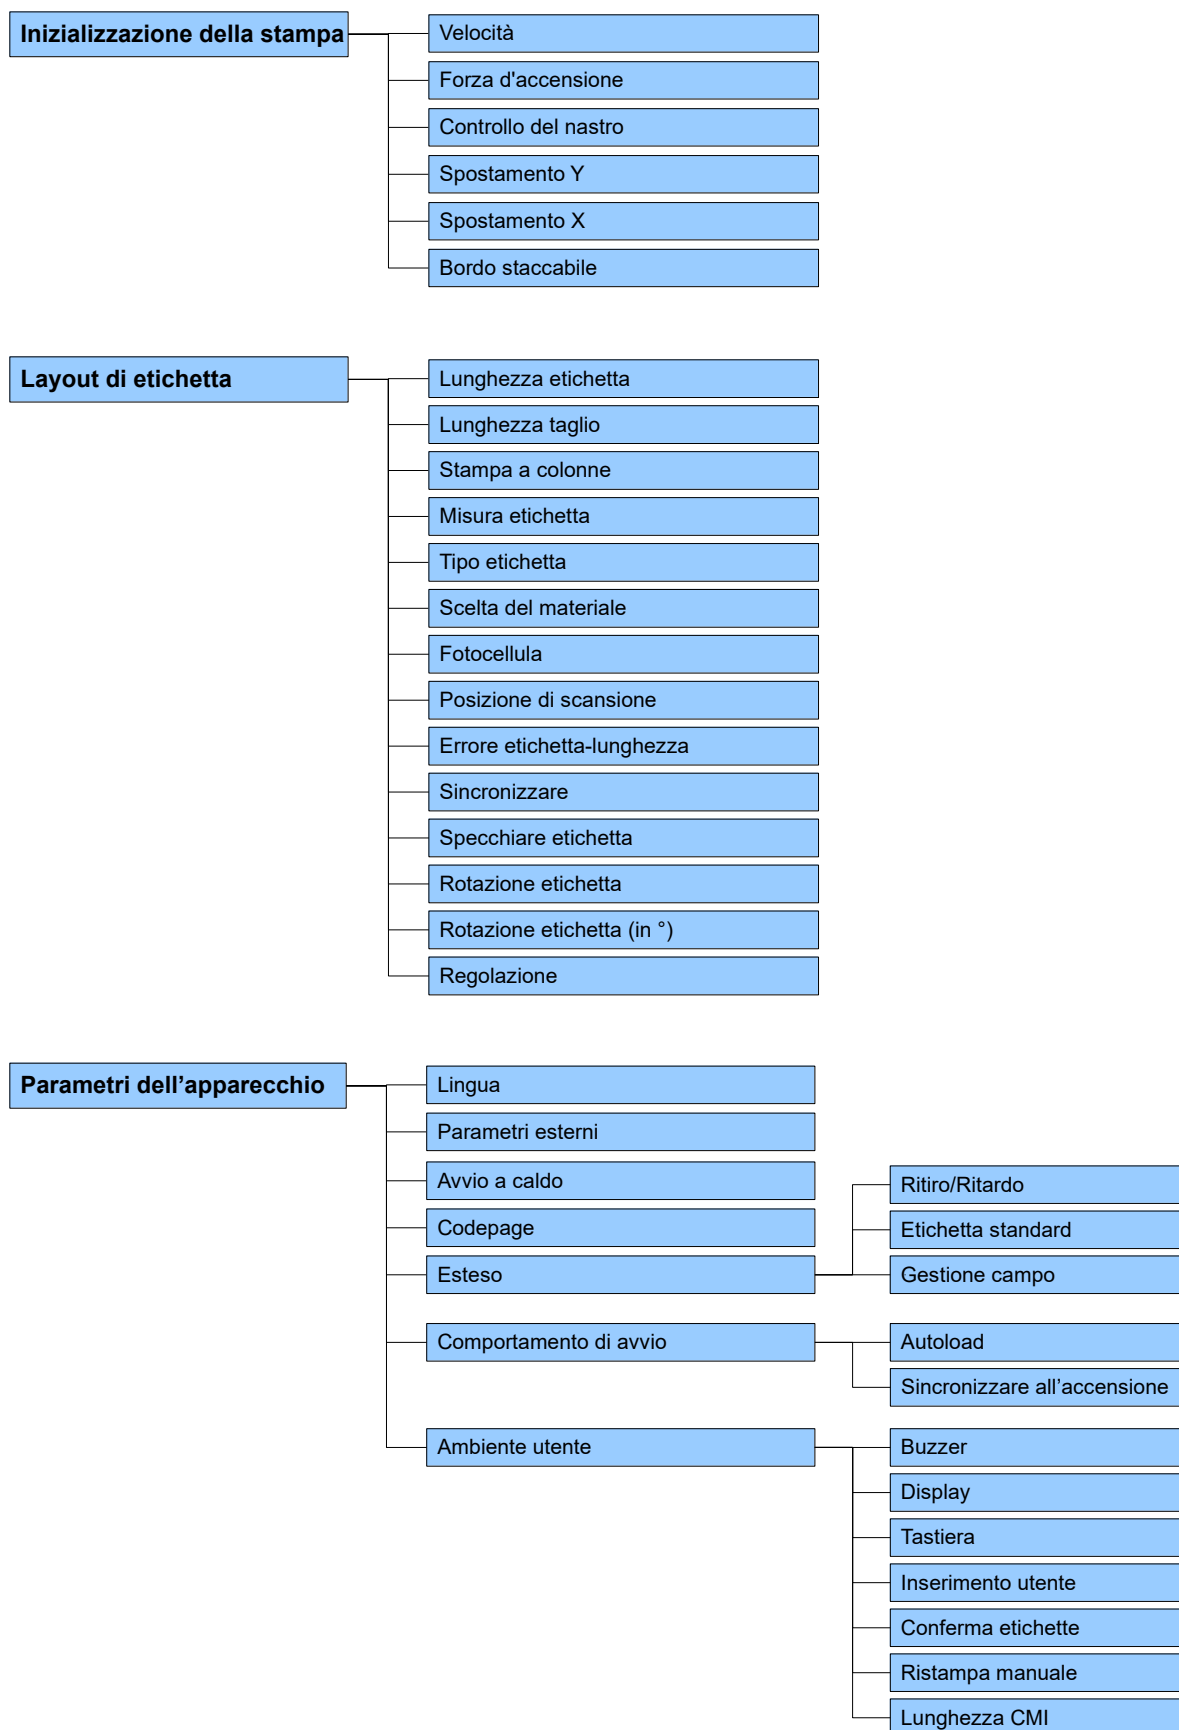 Inizializzazione della stampa
Velocità
Forza d'accensione
Controllo del nastro
Spostamento Y
Spostamento X
Bordo staccabile
Layout di etichetta
Lunghezza etichetta
Lunghezza taglio
Stampa a colonne
Misura etichetta
Tipo etichetta
Scelta del materiale
Fotocellula
Posizione di scansione
Errore etichetta-lunghezza
Sincronizzare
Specchiare etichetta
Rotazione etichetta
Rotazione etichetta (in °)
Regolazione
Parametri dell’apparecchio
Lingua
Parametri esterni
Avvio a caldo
Codepage
Esteso
Ritiro/Ritardo
Etichetta standard
Gestione campo
Comportamento di avvio
Autoload
Sincronizzare all’accensione
Ambiente utente
Buzzer
Display
Tastiera
Inserimento utente
Conferma etichette
Ristampa manuale
Lunghezza CMI